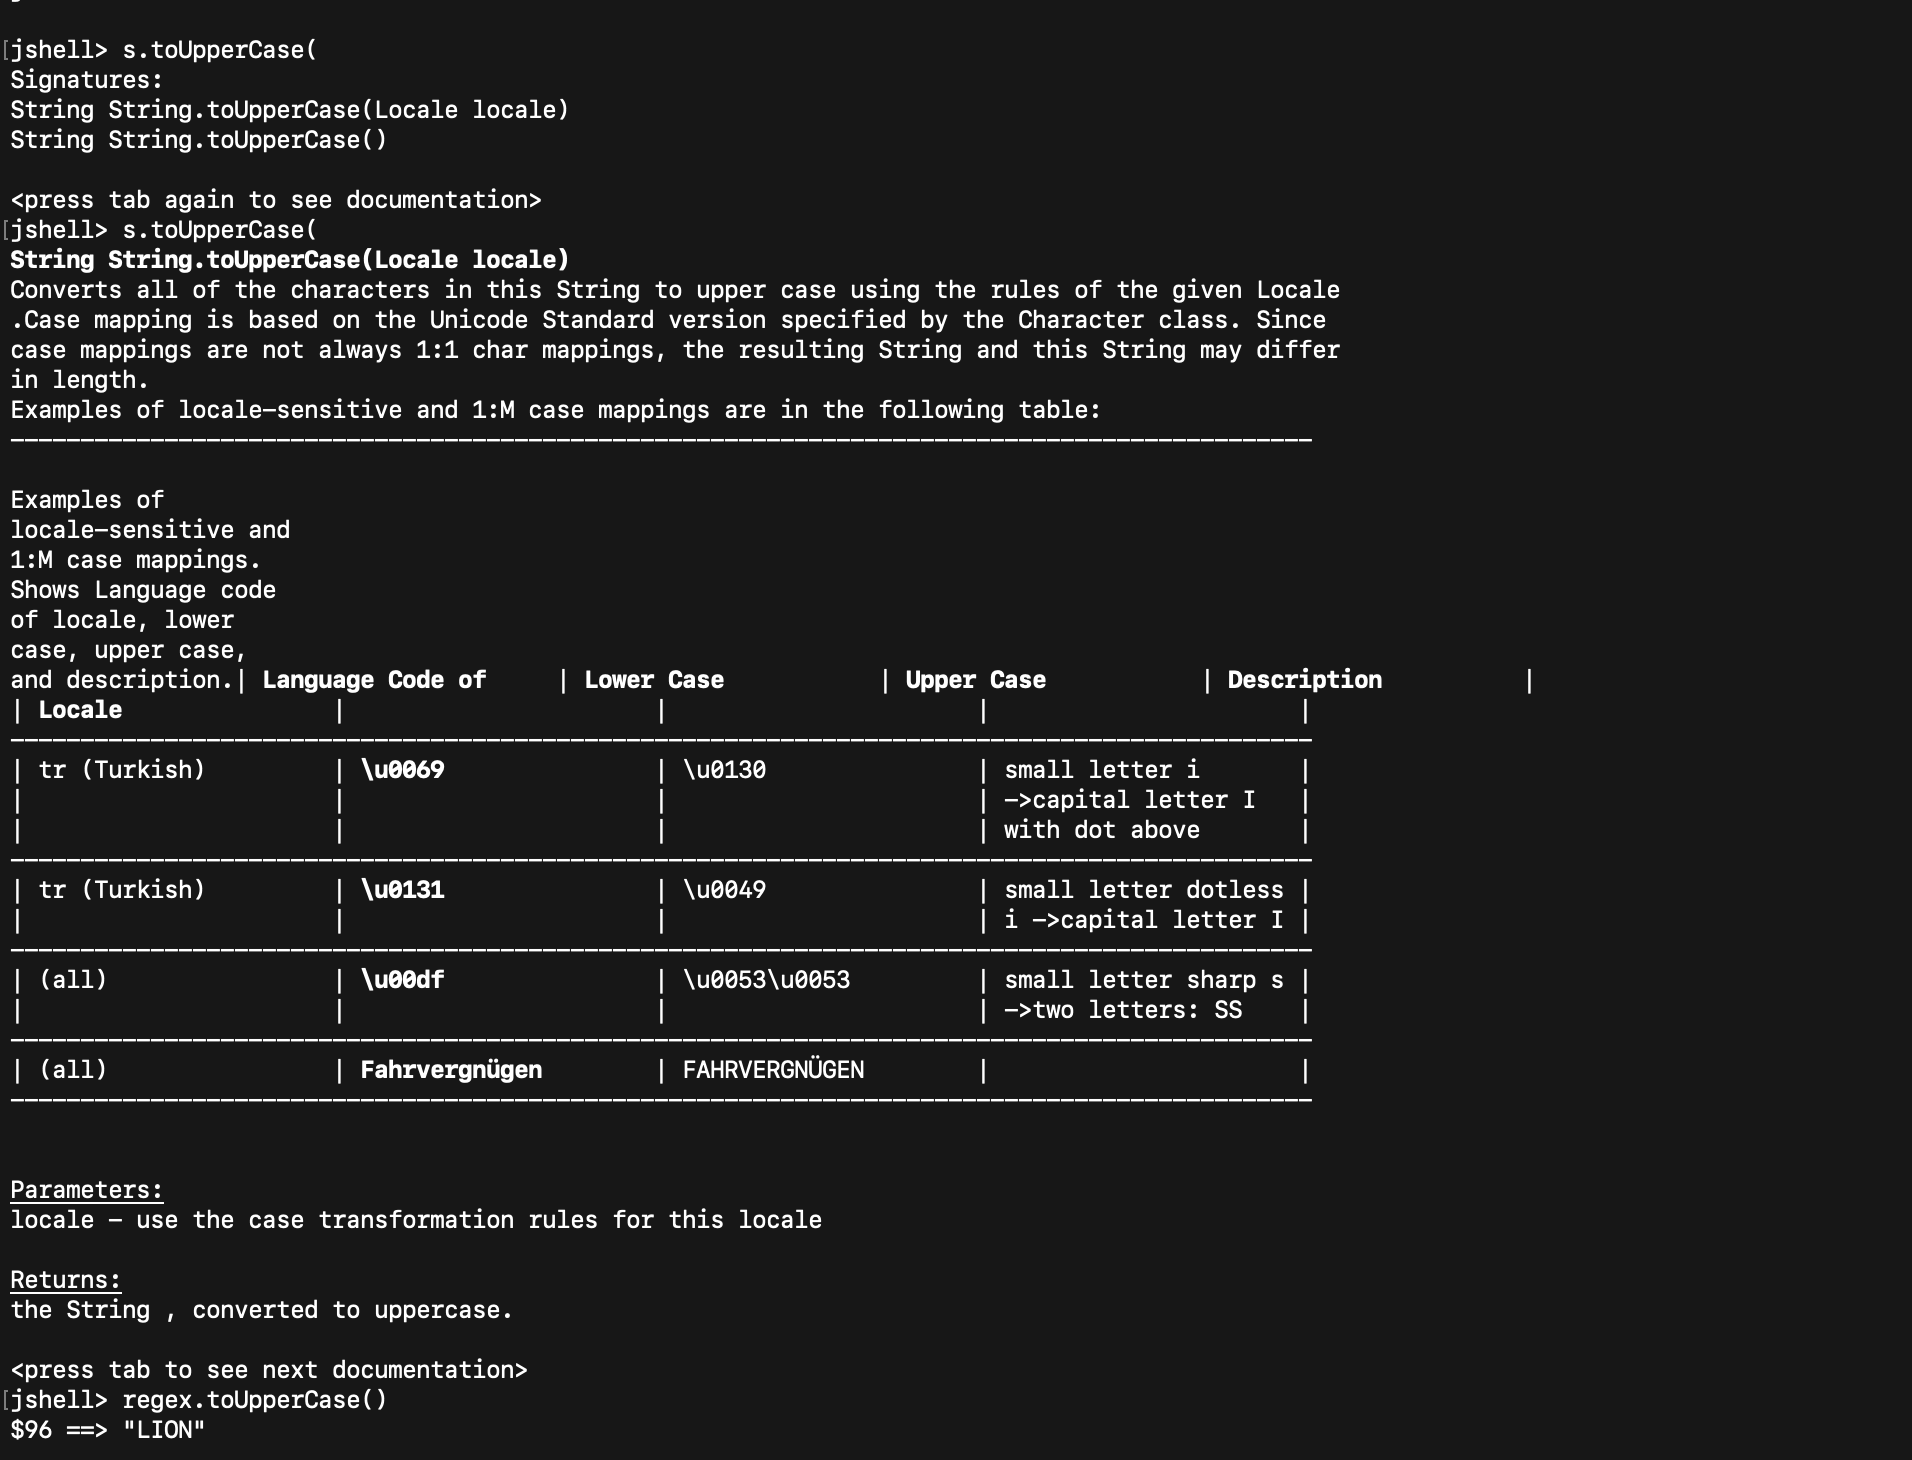 jshell> s.toUpperCase(
Signatures:
String String.toUpperCase(Locale locale)
String String.toUpperCase()
<press tab again to see documentation>
jshell> s.toUpperCase(
String String.toUpperCase(Locale locale)
Converts all of the characters in this String to upper case using the rules of the given Locale
.Case mapping is based on the Unicode Standard version specified by the Character class. Since
case mappings are not always 1:1 char mappings, the resulting String and this String may differ
in length.
Examples of locale-sensitive and 1:M case mappings are in the following table:
Examples of
locale-sensitive and
1:M case mappings.
Shows Language code
of locale, lower
case, upper case,
and description.| Language Code of | Lower Case | Upper Case | Description |
| Locale | | | |
| tr (Turkish) | \u0069 | \u0130 | small letter i |
| | | | ->capital letter I |
| | | | with dot above |
| tr (Turkish) | \u0131 | \u0049 | small letter dotless |
| | | | i ->capital letter I |
| (all) | \u00df | \u0053\u0053 | small letter sharp s |
| | | | ->two letters: SS |
| (all) | Fahrvergnügen | FAHRVERGNÜGEN | |
Parameters:
locale - use the case transformation rules for this locale
Returns:
the String , converted to uppercase.
<press tab to see next documentation>
jshell> regex.toUpperCase()
$96 ==> "LION"